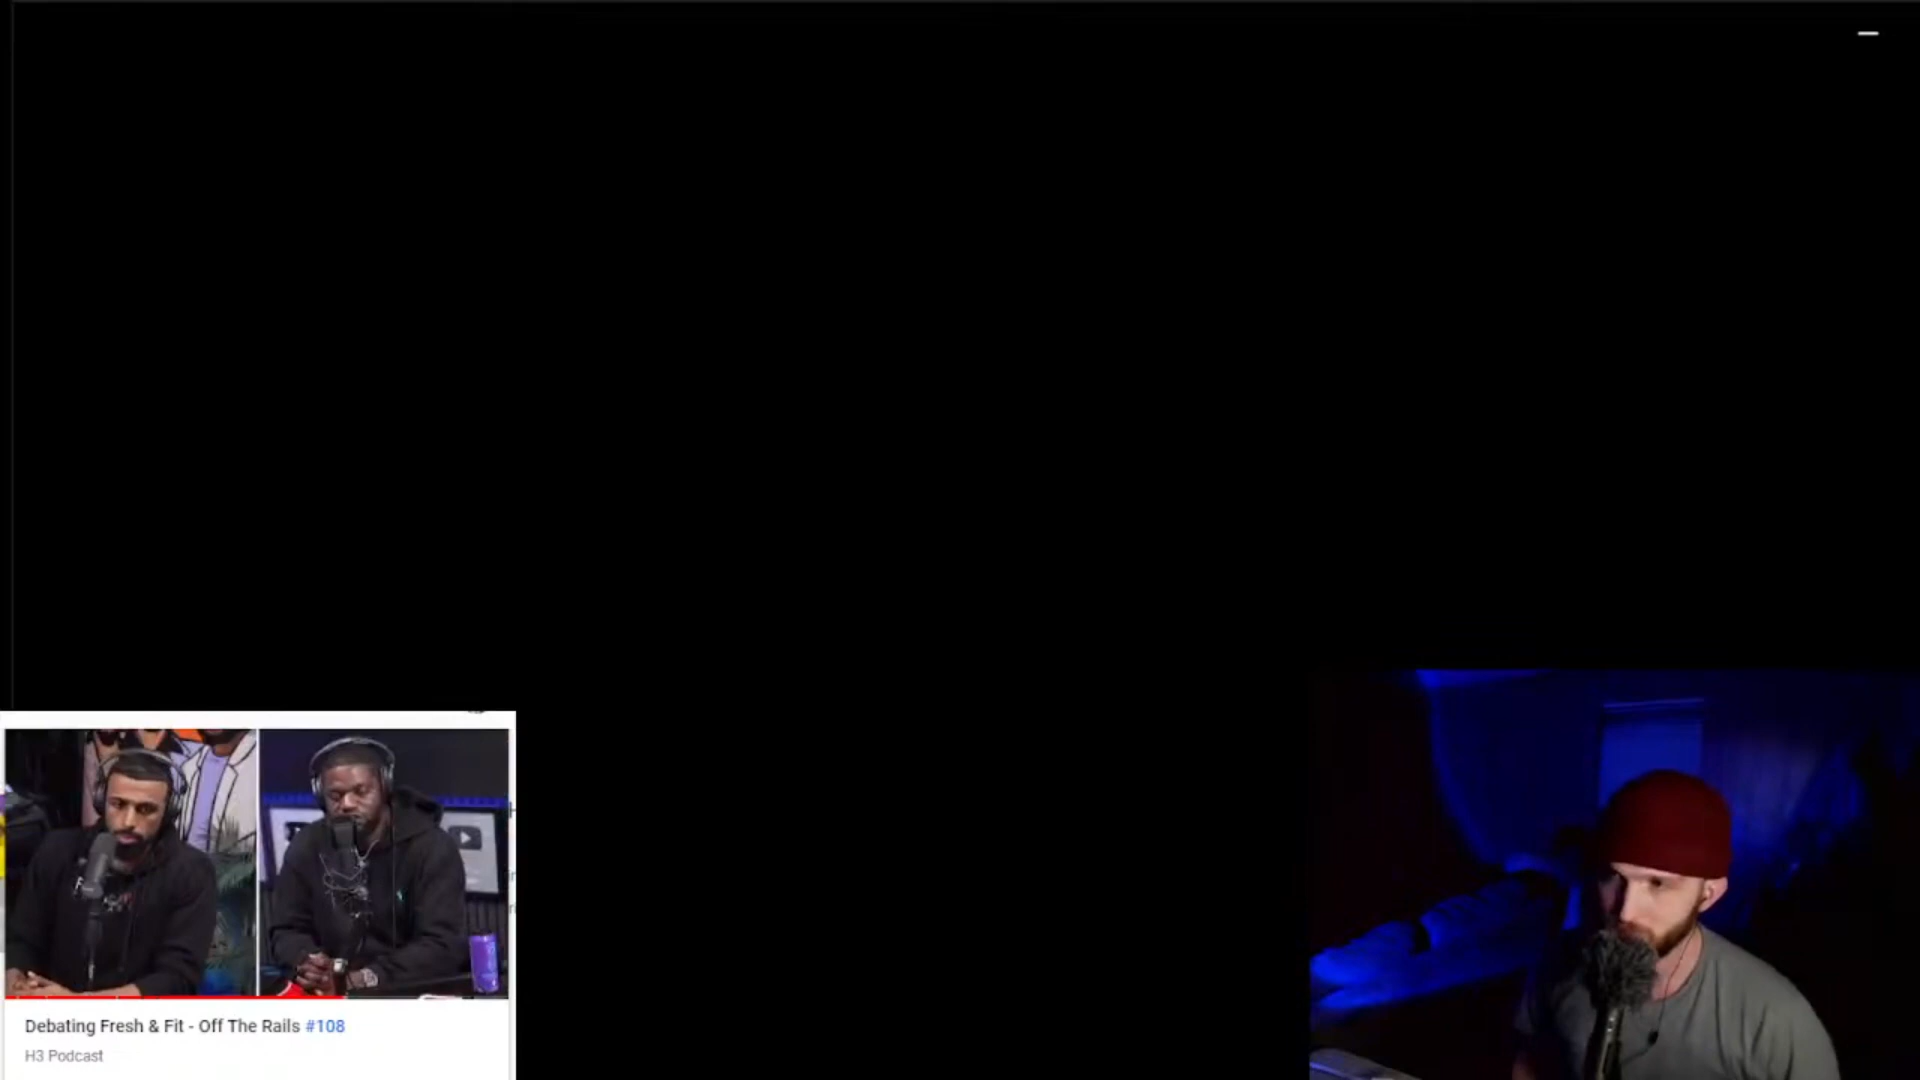 Debating Fresh & Fit - Off The Rails #108
H3 Podcast